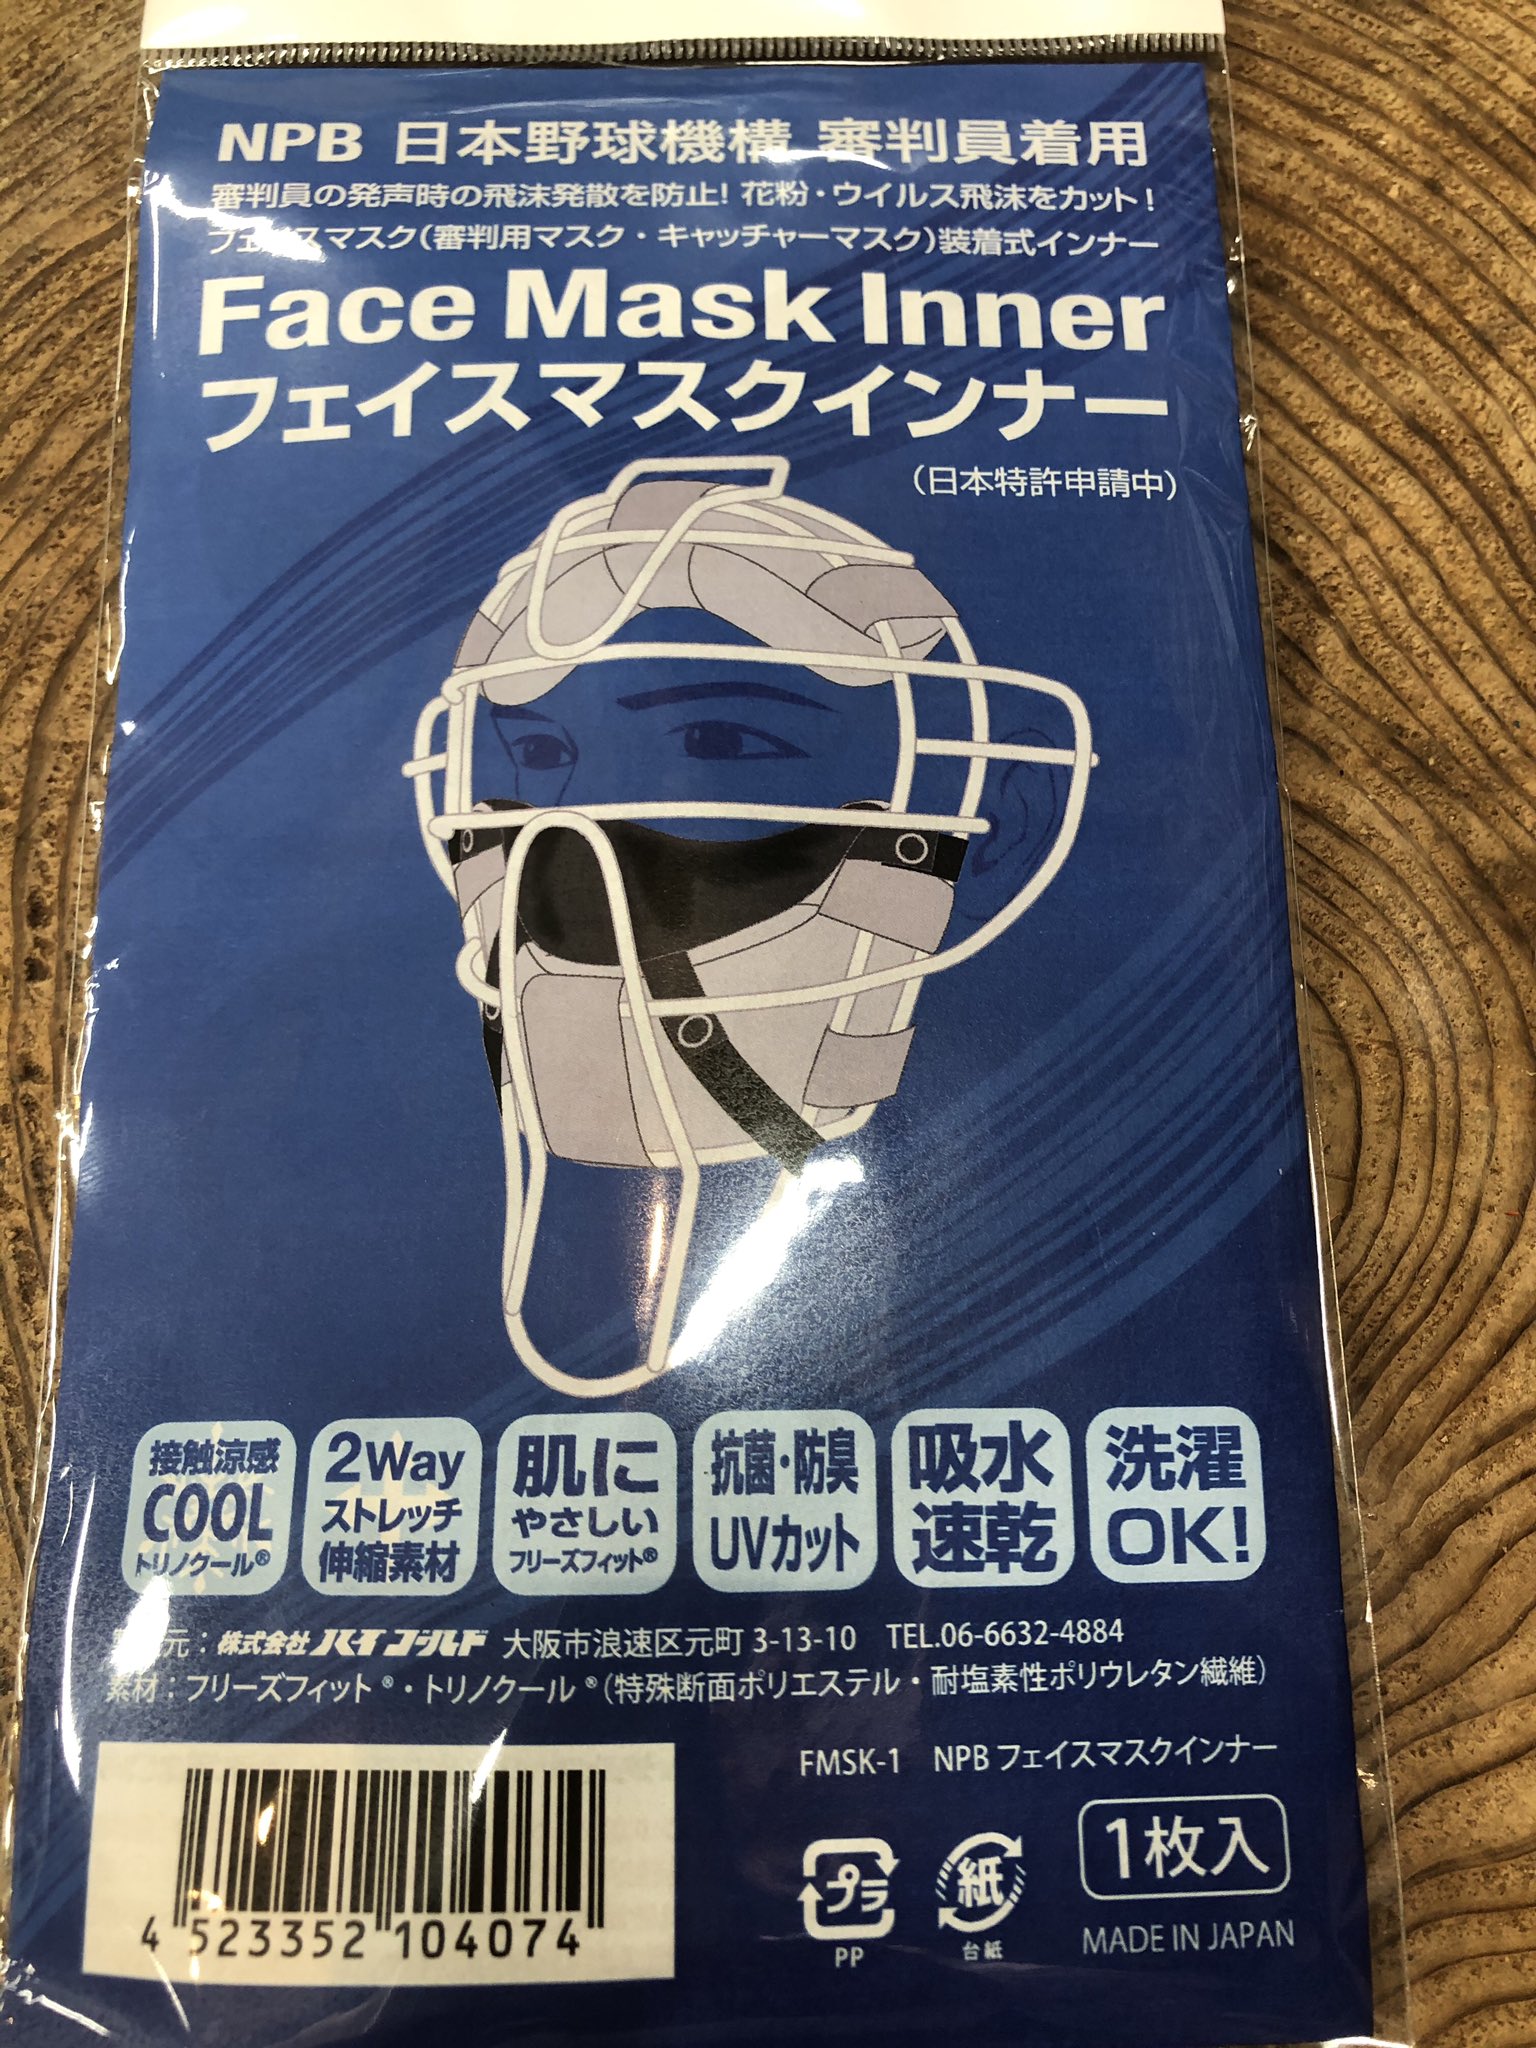 NPB 日本野球機構 審判員着用
審判員の発声時の飛沫発散を防止! 花粉・ウイルス飛沫をカット!
フェイスマスク(審判用マスク・キャッチャーマスク)装着式インナー
Face Mask Inner
フェイスマスクインナー
(日本特許申請中)
接触涼感
COOL
トリノクール®
2Way
ストレッチ
伸縮素材
肌に
やさしい
フリーズフィット®
抗菌・防臭
UVカット
吸水
速乾
洗濯
OK!
元:株式会社ハイゴールド 大阪市浪速区元町 3-13-10 TEL.06-6632-4884
素材:フリーズフィット®・トリノクール®(特殊断面ポリエステル・耐塩素性ポリウレタン繊維)
FMSK-1 NPB フェイスマスクインナー
1枚入
プラ
PP
紙
台紙
MADE IN JAPAN
4 523352 104074